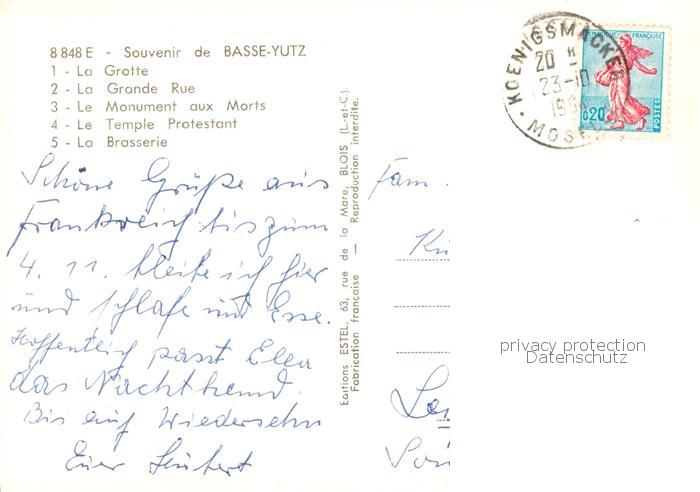 8 848 E - Souvenir de BASSE-YUTZ
1 - La Grotte
2 - La Grande Rue
3 - Le Monument aux Morts
4 - Le Temple Protestant
5 - La Brasserie
Schöne Grüße aus
Frankreich bis zum
4. 11. bleibe ich hier
und schlafe und Esse.
Hoffentlich passt Ella
das Nachthemd.
Bis auf Wiedersehn
Euer
Editions ESTEL, 63, rue de la Mare, BLOIS (L.-et-C.)
Fabrication française — Reproduction interdite.
KOENIGSMACKER
20 H
23-10
MOSELLE
REPUBLIQUE FRANÇAISE
0,20
POSTES
Fam.
privacy protection
Datenschutz